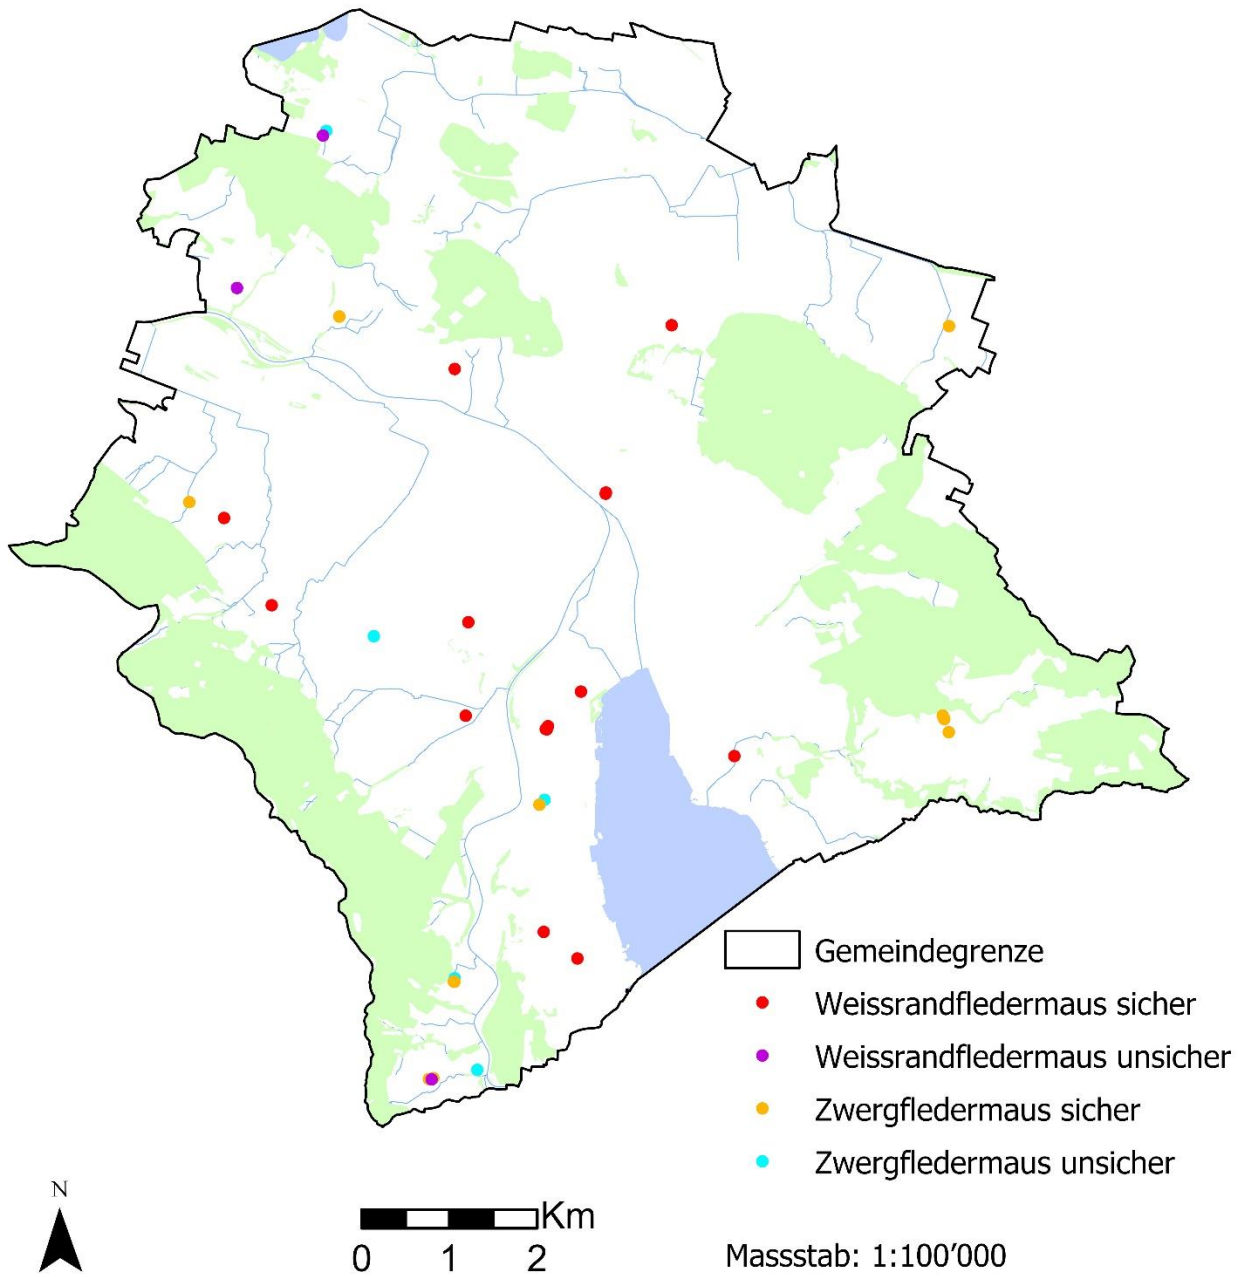 Gemeindegrenze
Weissrandfledermaus sicher
Weissrandfledermaus unsicher
Zwergfledermaus sicher
Zwergfledermaus unsicher
N
Km
0 1 2
Massstab: 1:100’000